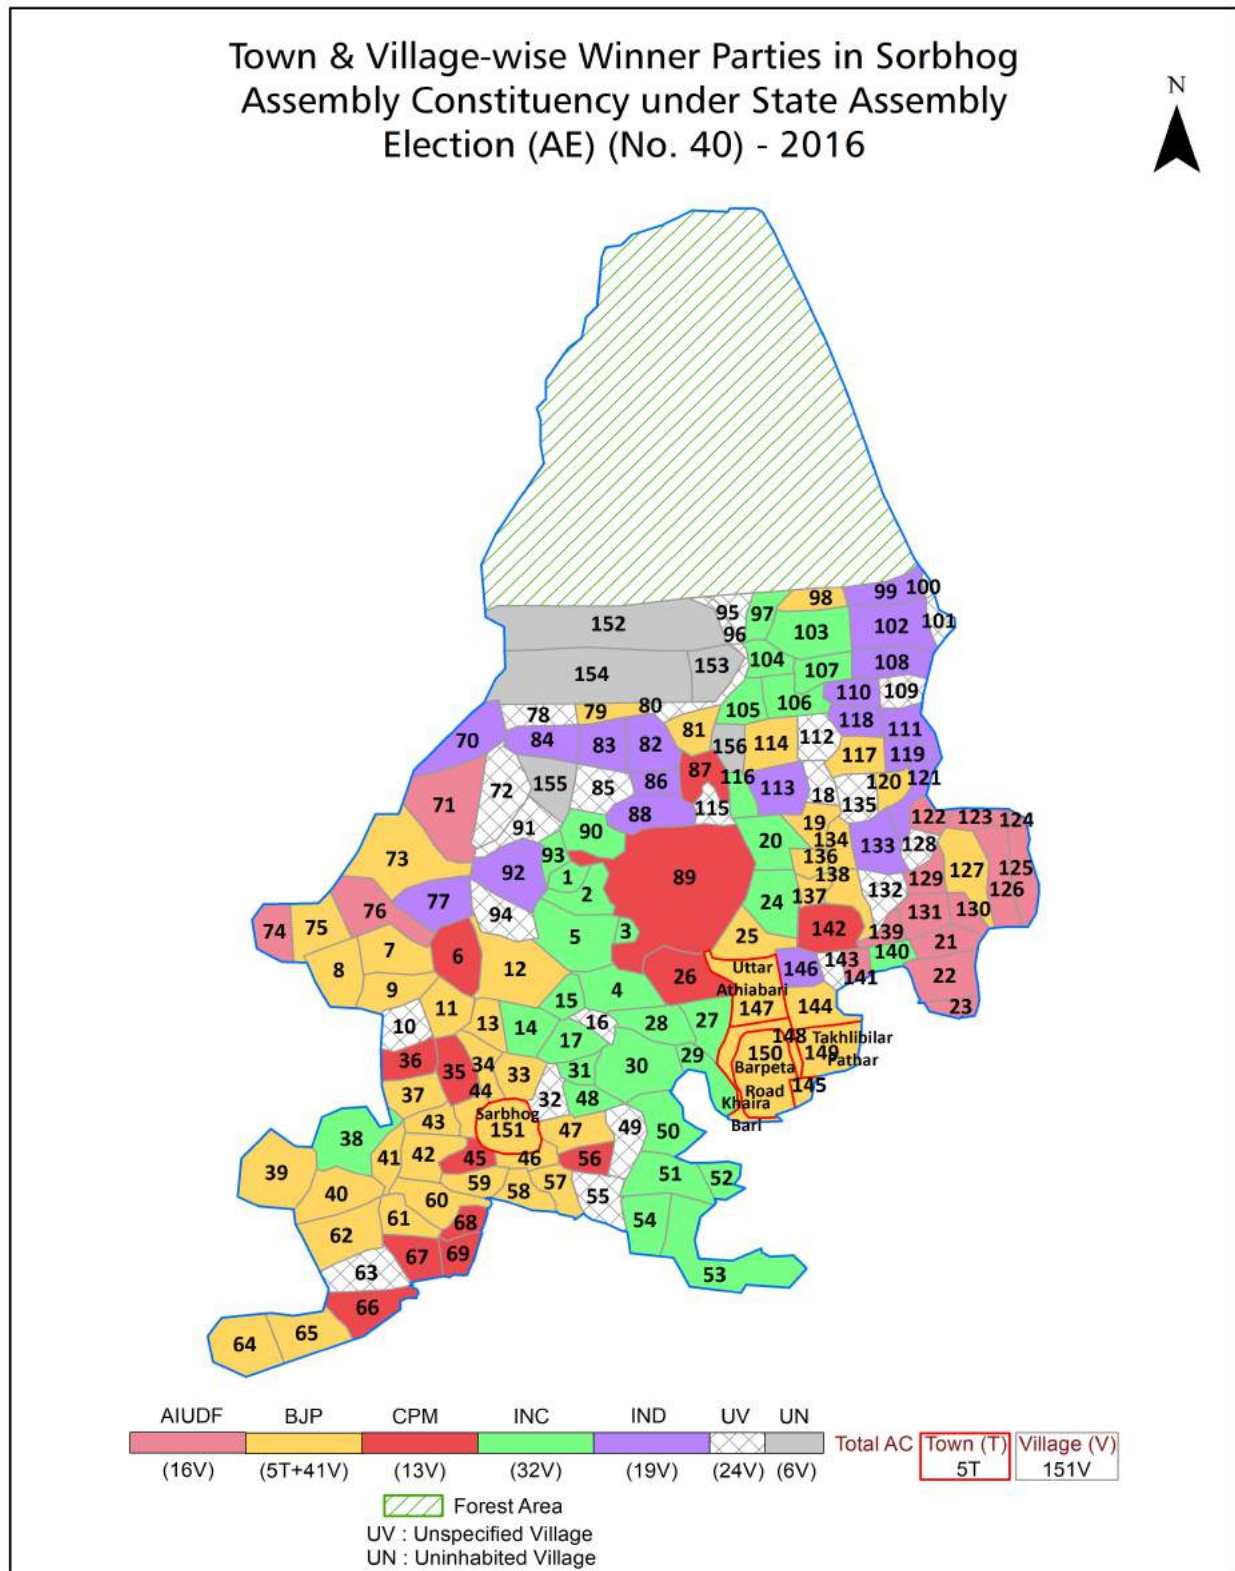 Town & Village-wise Winner Parties in Sorbhog
Assembly Constituency under State Assembly
Election (AE) (No. 40) - 2016
N
98 99 100
95 97
152 96 103 102 101
153 104 107 108
154
105 106 110 109
78 79 80
70 84 83 82 81 156 114 112 118 111
117 119
87 116 113 18 120 121
71 72 155 85 86 135
91 88 115 122 123 124
90 19 134 133 128
73 93 20 136 127 125
92 1 89 138 132 129 126
2 24 137 131 130
76 77 94
74 75 5 3 25 142 139 21
7 6 12 26 Uttar 146 143 140
8 Athiabari 141 22
9 4 147 144 23
10 11 13 15 16 28 27
14 17 148 Takhlibilar
36 35 34 33 31 30 29 150 149 Pathar
Barpeta
37 44 32 48 Road 145
Sarbhog Khaira
43 151 47 49 50 Bari
38
39 41 42 45 46 56 51 52
40 60 59 58 57 55
62 61 68 54
63 67 69 53
66
65
64
AIUDF BJP CPM INC IND UV UN
Total AC Town (T) Village (V)
5T 151V
(16V) (5T+41V) (13V) (32V) (19V) (24V) (6V)
Forest Area
UV : Unspecified Village
UN : Uninhabited Village